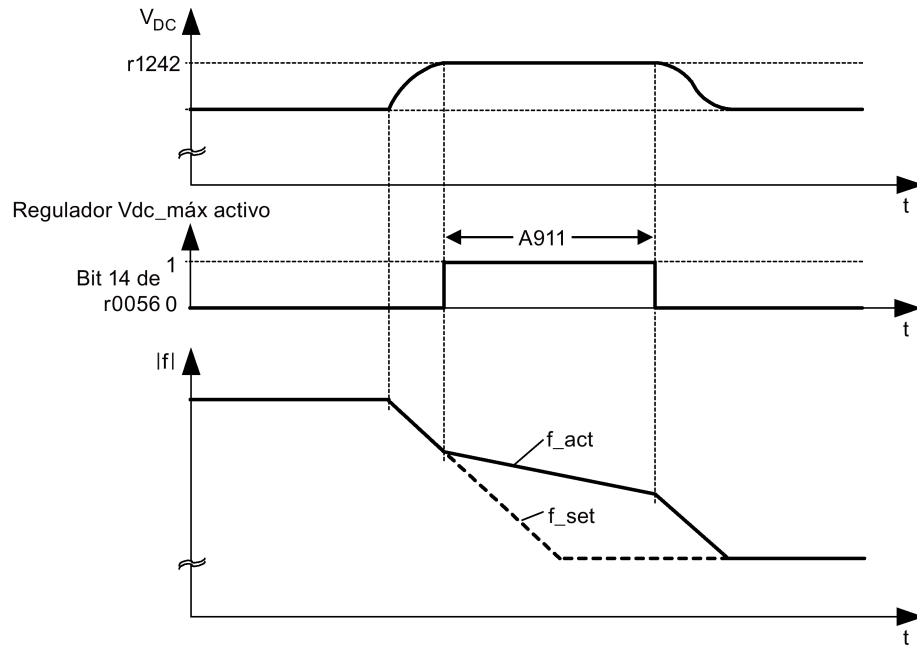 V_DC
r1242
t
Regulador Vdc_máx activo
A911
1
Bit 14 de
r0056 0
t
|f|
f_act
f_set
t